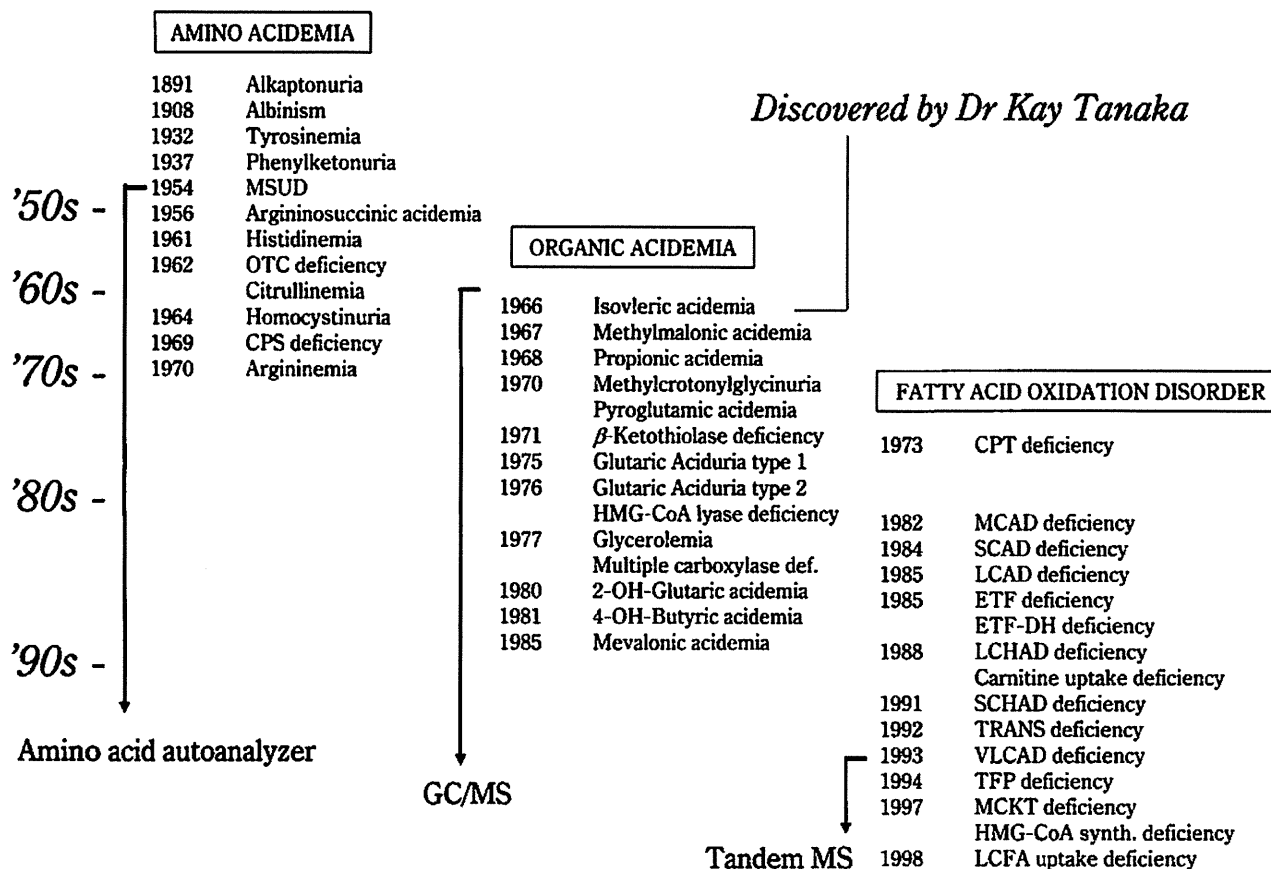 AMINO ACIDEMIA
1891 Alkaptonuria
1908 Albinism
1932 Tyrosinemia
1937 Phenylketonuria
1954 MSUD
1956 Argininosuccinic acidemia
1961 Histidinemia
1962 OTC deficiency
Citrullinemia
1964 Homocystinuria
1969 CPS deficiency
1970 Argininemia
'50s -
'60s -
'70s -
'80s -
'90s -
Amino acid autoanalyzer
Discovered by Dr Kay Tanaka
ORGANIC ACIDEMIA
1966 Isovleric acidemia
1967 Methylmalonic acidemia
1968 Propionic acidemia
1970 Methylcrotonylglycinuria
Pyroglutamic acidemia
1971 β-Ketothiolase deficiency
1975 Glutaric Aciduria type 1
1976 Glutaric Aciduria type 2
HMG-CoA lyase deficiency
1977 Glycerolemia
Multiple carboxylase def.
1980 2-OH-Glutaric acidemia
1981 4-OH-Butyric acidemia
1985 Mevalonic acidemia
GC/MS
FATTY ACID OXIDATION DISORDER
1973 CPT deficiency
1982 MCAD deficiency
1984 SCAD deficiency
1985 LCAD deficiency
1985 ETF deficiency
ETF-DH deficiency
1988 LCHAD deficiency
Carnitine uptake deficiency
1991 SCHAD deficiency
1992 TRANS deficiency
1993 VLCAD deficiency
1994 TFP deficiency
1997 MCKT deficiency
HMG-CoA synth. deficiency
1998 LCFA uptake deficiency
Tandem MS